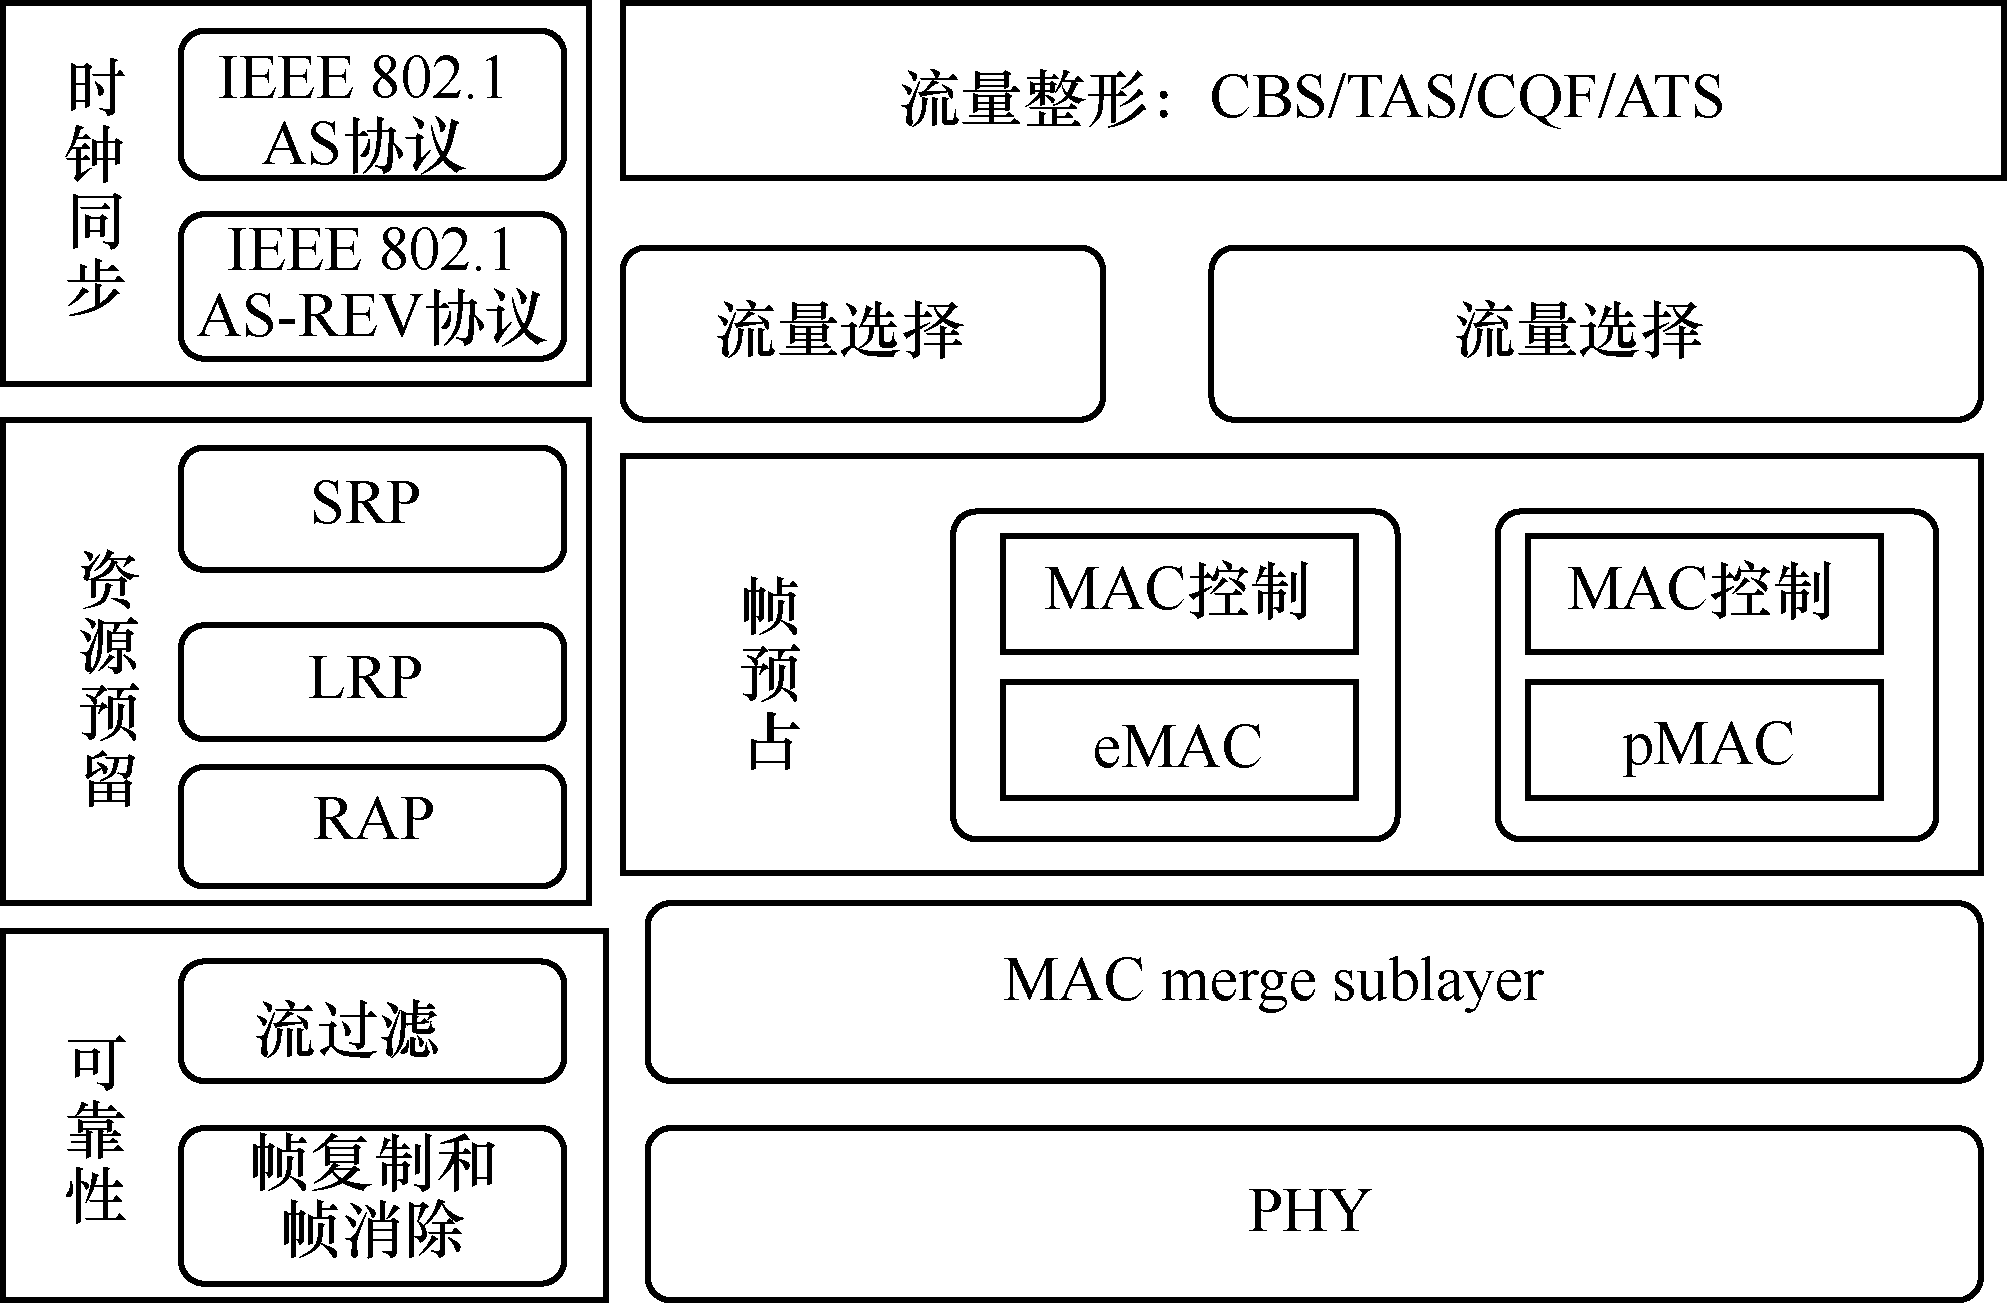 时钟同步
IEEE 802.1
AS协议
IEEE 802.1
AS-REV协议
资源预留
SRP
LRP
RAP
可靠性
流过滤
帧复制和
帧消除
流量整形：CBS/TAS/CQF/ATS
流量选择
流量选择
帧预占
MAC控制
eMAC
MAC控制
pMAC
MAC merge sublayer
PHY